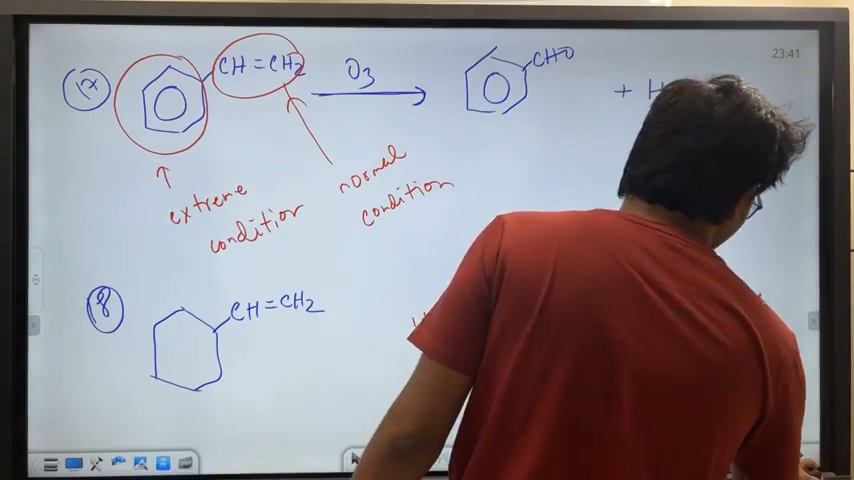 23:41
17 CH=CH2 O3 CHO + H
extreme condition
normal condition
18 CH=CH2